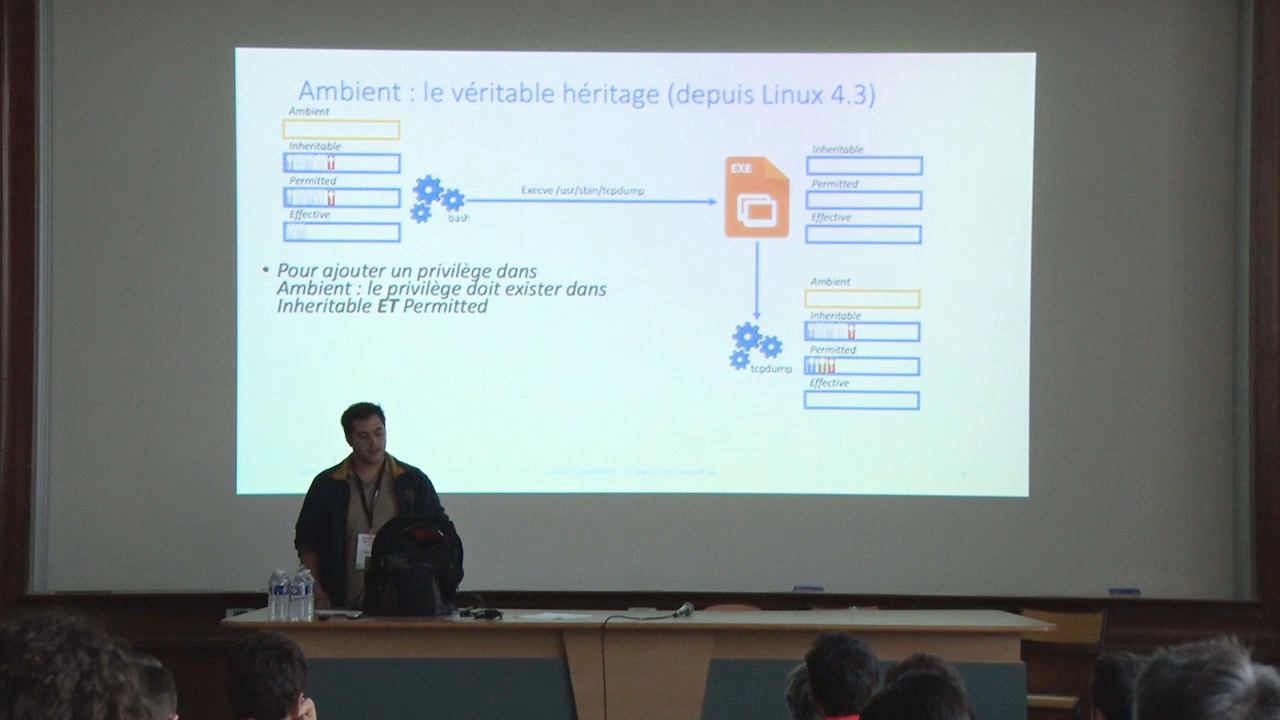 Ambient : le véritable héritage (depuis Linux 4.3)
Ambient
Inheritable
Permitted
Effective
bash
Execve /usr/sbin/tcpdump
EXE
Inheritable
Permitted
Effective
• Pour ajouter un privilège dans
Ambient : le privilège doit exister dans
Inheritable ET Permitted
Ambient
Inheritable
Permitted
Effective
tcpdump